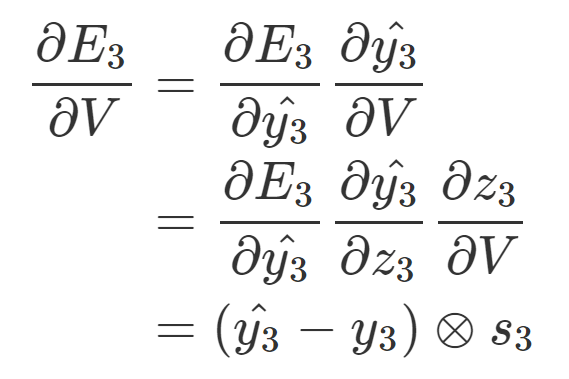 ∂E₃/∂V = ∂E₃/∂ŷ₃ ∂ŷ₃/∂V
= ∂E₃/∂ŷ₃ ∂ŷ₃/∂z₃ ∂z₃/∂V
= (ŷ₃ − y₃) ⊗ s₃